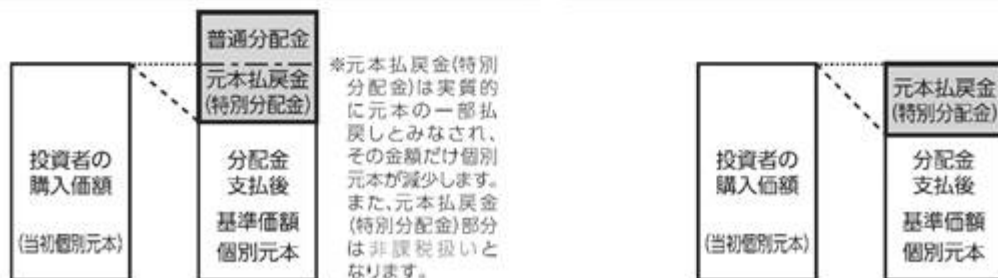 普通分配金
元本払戻金
(特別分配金)
投資者の
購入価額
(当初個別元本)
分配金
支払後
基準価額
個別元本
※元本払戻金(特別
分配金)は実質的
に元本の一部払
戻しとみなされ、
その金額だけ個別
元本が減少します。
また、元本払戻金
(特別分配金)部分
は非課税扱いと
なります。
元本払戻金
(特別分配金)
投資者の
購入価額
(当初個別元本)
分配金
支払後
基準価額
個別元本